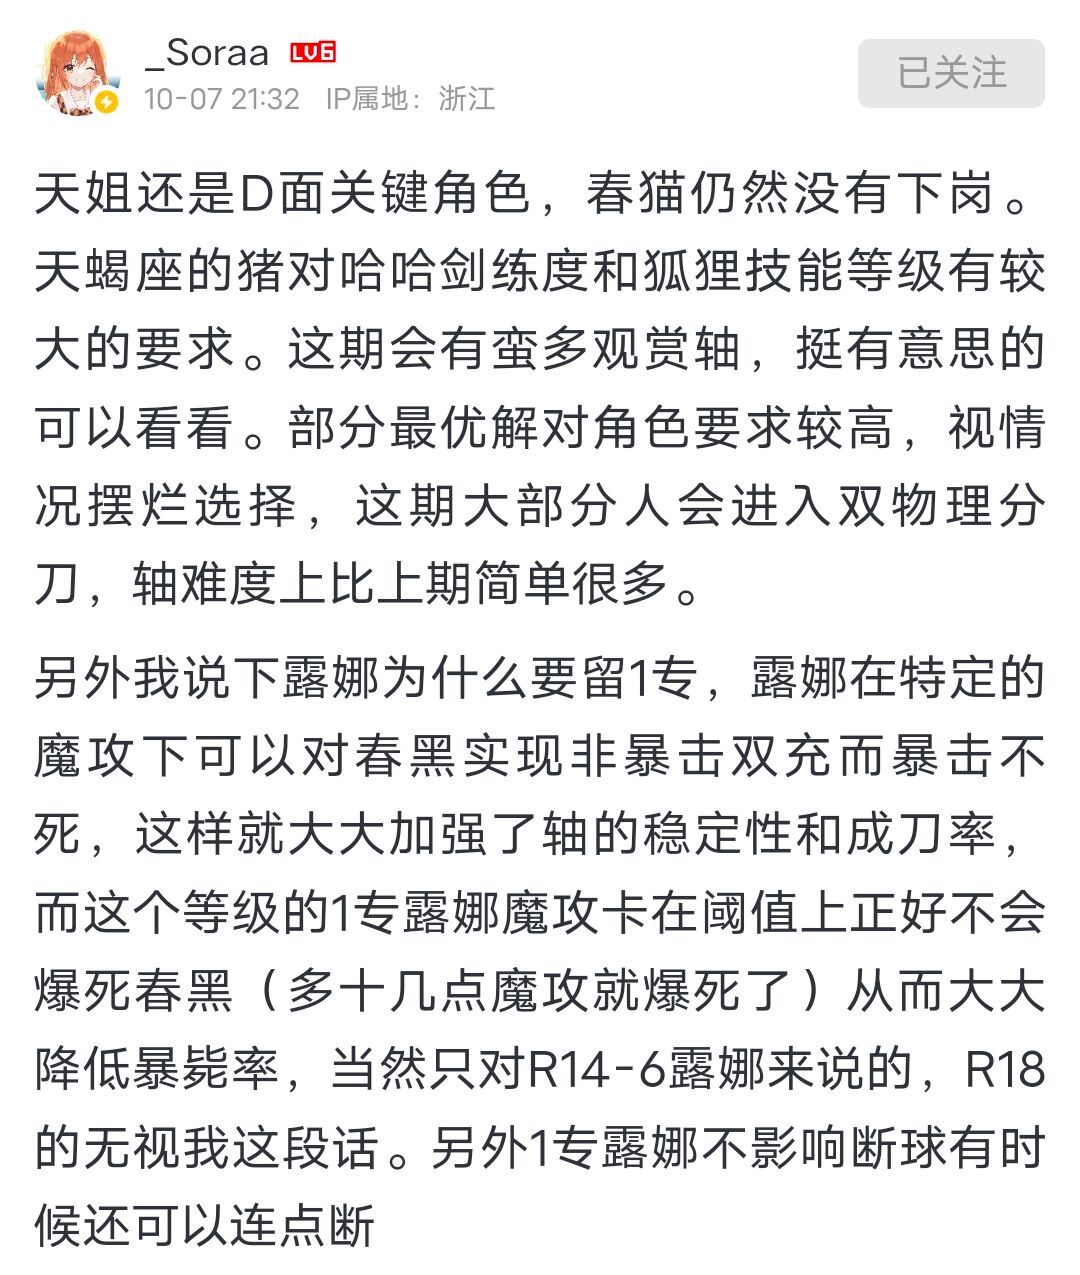 _Soraa LV6
已关注
10-07 21:32 IP属地：浙江
天姐还是D面关键角色，春猫仍然没有下岗。
天蝎座的猪对哈哈剑练度和狐狸技能等级有较
大的要求。这期会有蛮多观赏轴，挺有意思的
可以看看。部分最优解对角色要求较高，视情
况摆烂选择，这期大部分人会进入双物理分
刀，轴难度上比上期简单很多。
另外我说下露娜为什么要留1专，露娜在特定的
魔攻下可以对春黑实现非暴击双充而暴击不
死，这样就大大加强了轴的稳定性和成刀率，
而这个等级的1专露娜魔攻卡在阈值上正好不会
爆死春黑（多十几点魔攻就爆死了）从而大大
降低暴毙率，当然只对R14-6露娜来说的，R18
的无视我这段话。另外1专露娜不影响断球有时
候还可以连点断